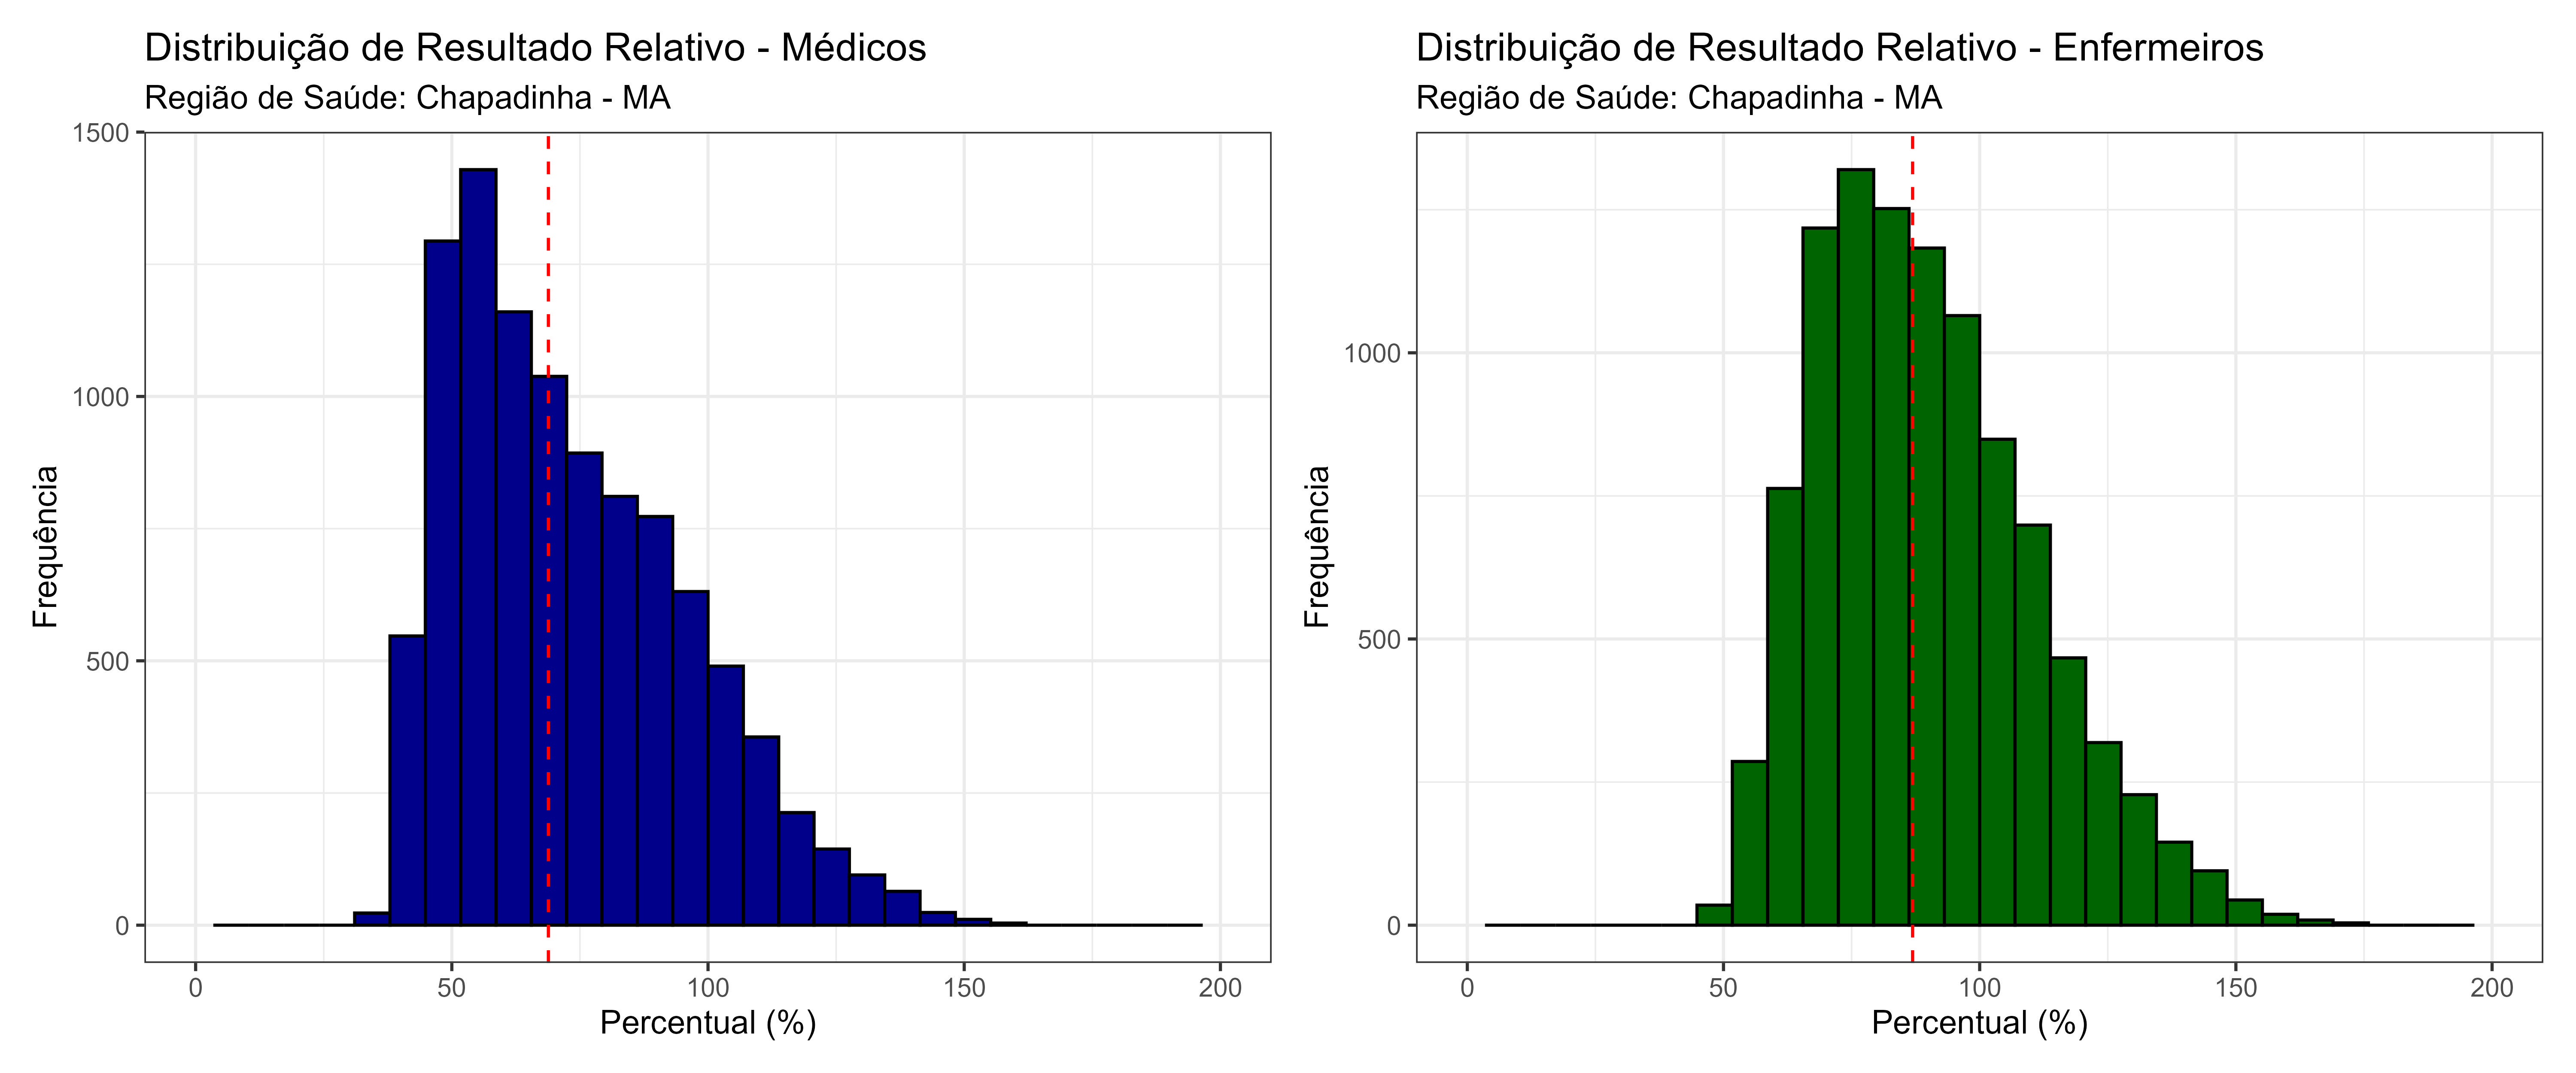 Distribuição de Resultado Relativo - Médicos
Região de Saúde: Chapadinha - MA
1500
1000
500
0
Frequência
0 50 100 150 200
Percentual (%)
Distribuição de Resultado Relativo - Enfermeiros
Região de Saúde: Chapadinha - MA
1000
500
0
Frequência
0 50 100 150 200
Percentual (%)